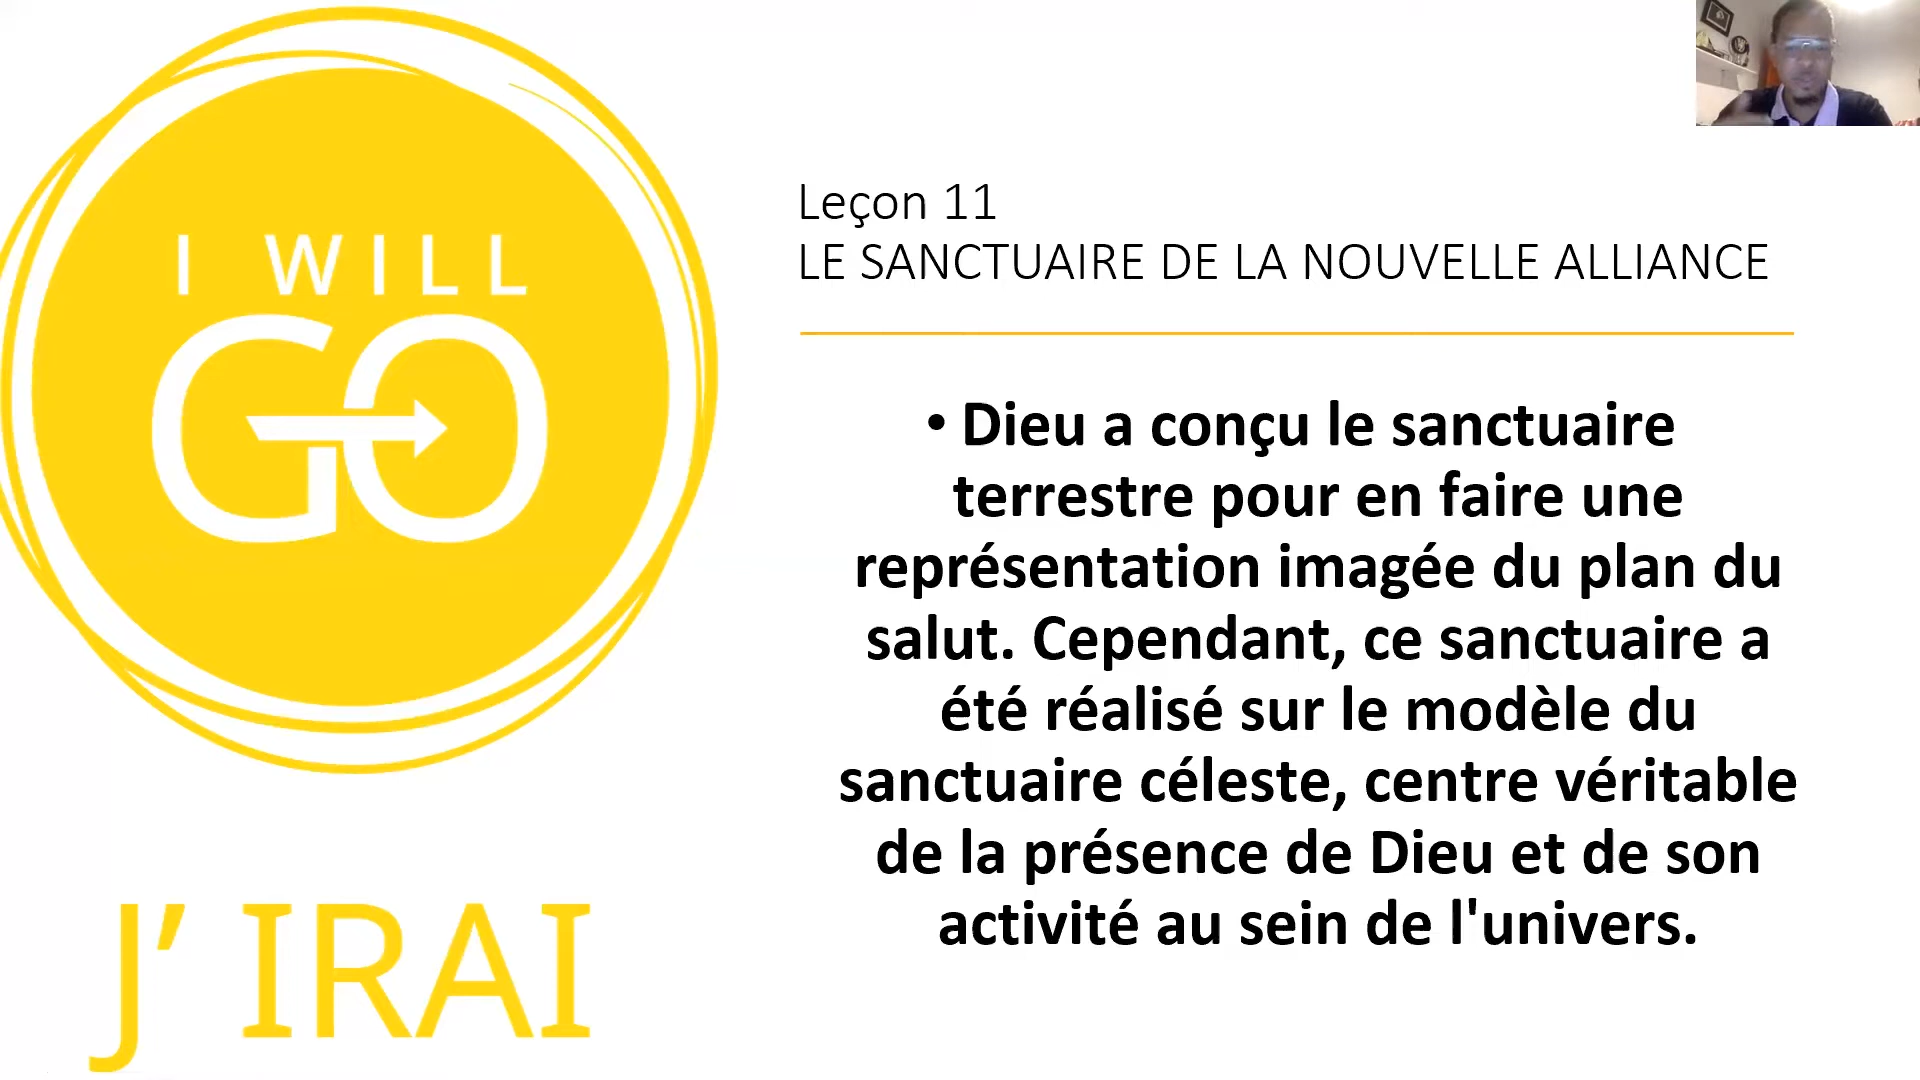 I WILL
GO
J’ IRAI
Leçon 11
LE SANCTUAIRE DE LA NOUVELLE ALLIANCE
• Dieu a conçu le sanctuaire
terrestre pour en faire une
représentation imagée du plan du
salut. Cependant, ce sanctuaire a
été réalisé sur le modèle du
sanctuaire céleste, centre véritable
de la présence de Dieu et de son
activité au sein de l'univers.